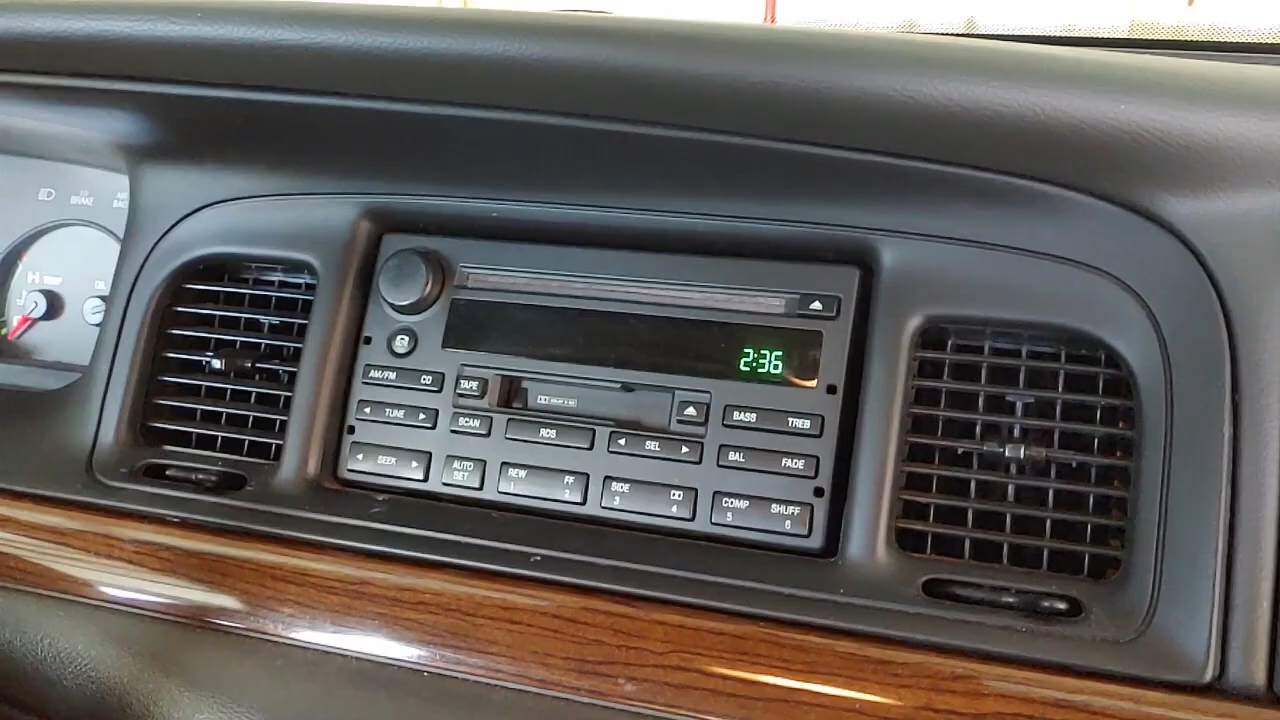 BRAKE
AIR
BAG
H TEMP
OIL
2:36
AM/FM CD
TAPE
TUNE
SCAN
RDS
SEL
BASS TREB
SEEK
AUTO
SET
REW FF
1 2
SIDE
3 4
BAL FADE
COMP SHUFF
5 6